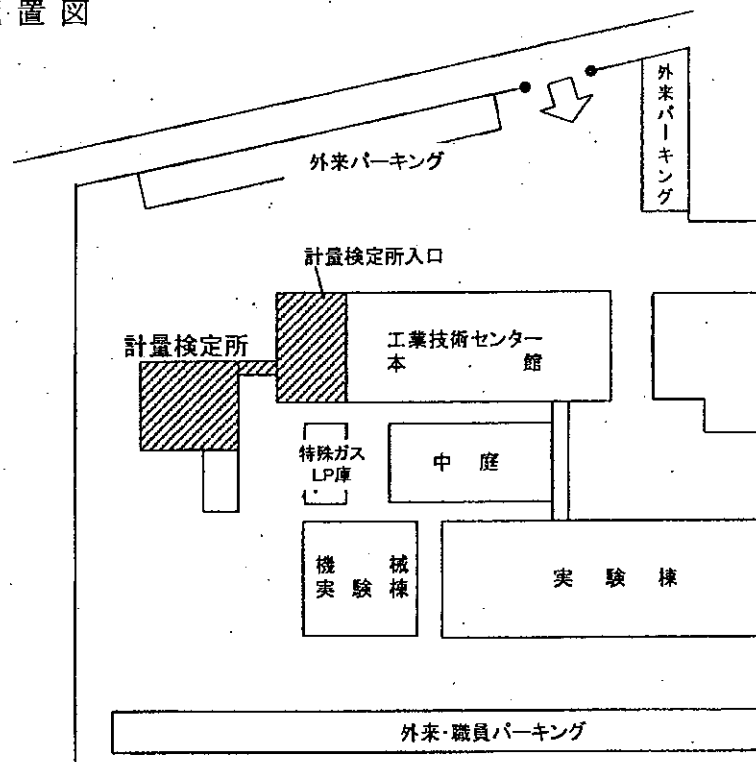 置図
外来パーキング
外来パーキング
計量検定所入口
計量検定所
工業技術センター
本館
特殊ガス
LP庫
中庭
機械
実験棟
実験棟
外来・職員パーキング